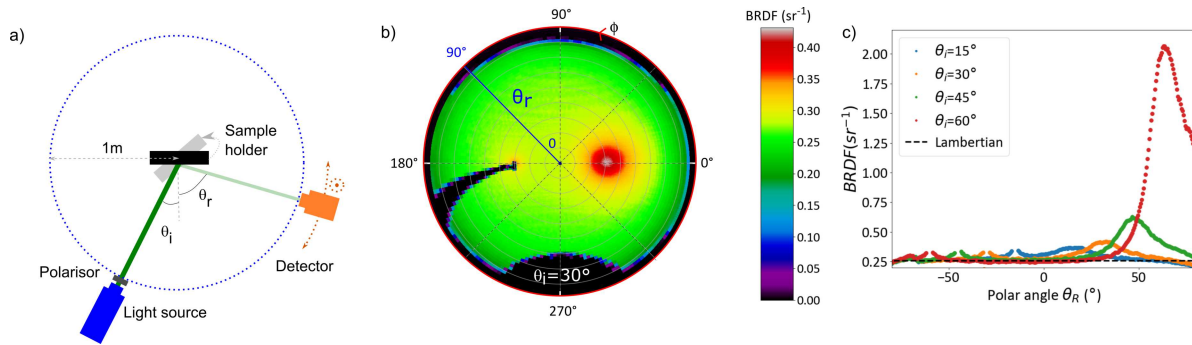 a)
1m
Sample
holder
θr
θi
Polarisor
Light source
Detector
b)
90°
ϕ
90°
θr
0
180°
0°
θi=30°
270°
BRDF (sr⁻¹)
0.40
0.35
0.30
0.25
0.20
0.15
0.10
0.05
0.00
c)
BRDF(sr⁻¹)
2.00
1.75
1.50
1.25
1.00
0.75
0.50
0.25
θi=15°
θi=30°
θi=45°
θi=60°
Lambertian
−50
0
50
Polar angle θR (°)